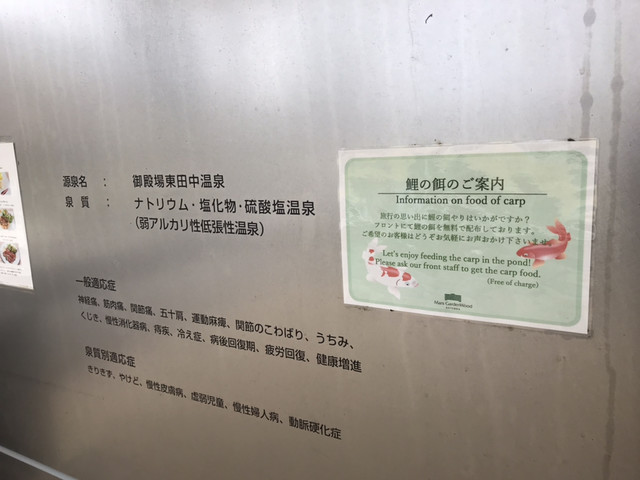 源泉名 ： 御殿場東田中温泉
泉質 ： ナトリウム・塩化物・硫酸塩温泉
（弱アルカリ性低張性温泉）
一般適応症
神経痛、筋肉痛、関節痛、五十肩、運動麻痺、関節のこわばり、うちみ、
くじき、慢性消化器病、痔疾、冷え症、病後回復期、疲労回復、健康増進
泉質別適応症
きりきず、やけど、慢性皮膚病、虚弱児童、慢性婦人病、動脈硬化症
鯉の餌のご案内
Information on food of carp
旅行の思い出に鯉の餌やりはいかがですか？
フロントにて鯉の餌を無料で配布しております。
ご希望のお客様はどうぞお気軽にお声おかけ下さいませ。
Let's enjoy feeding the carp in the pond!
Please ask our front staff to get the carp food.
(Free of charge)